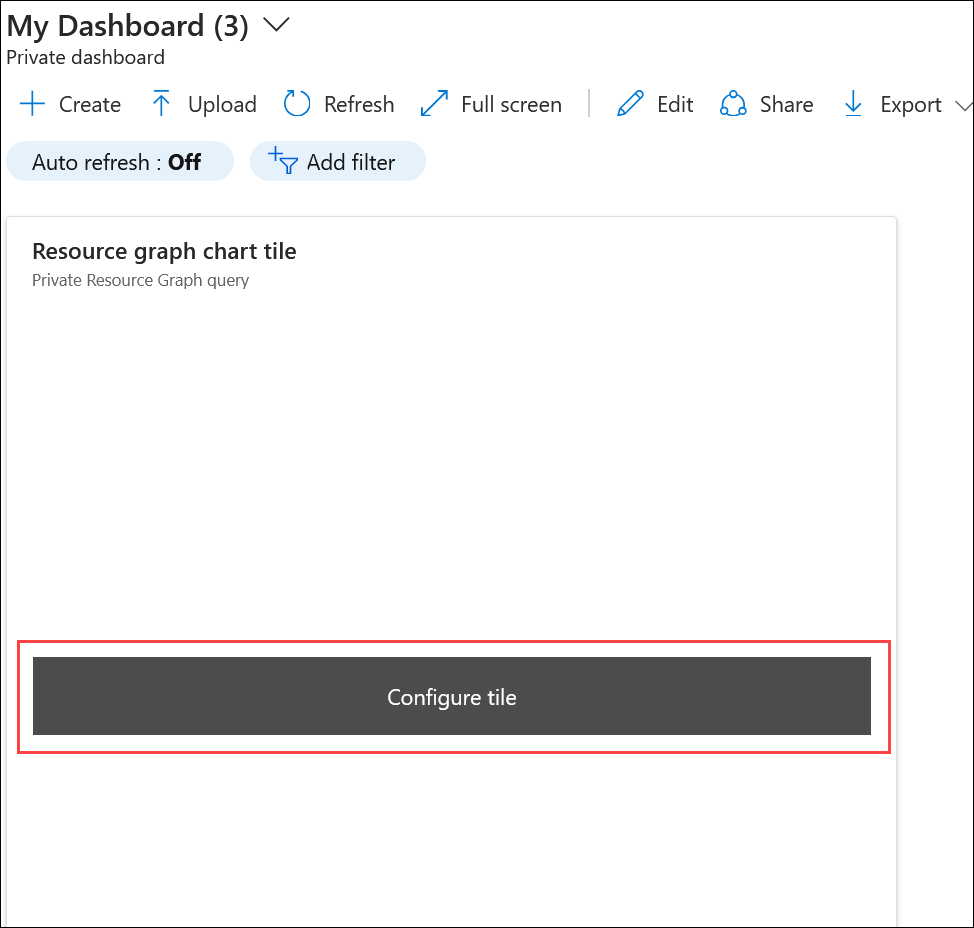 My Dashboard (3)
Private dashboard
Create Upload Refresh Full screen Edit Share Export
Auto refresh : Off Add filter
Resource graph chart tile
Private Resource Graph query
Configure tile